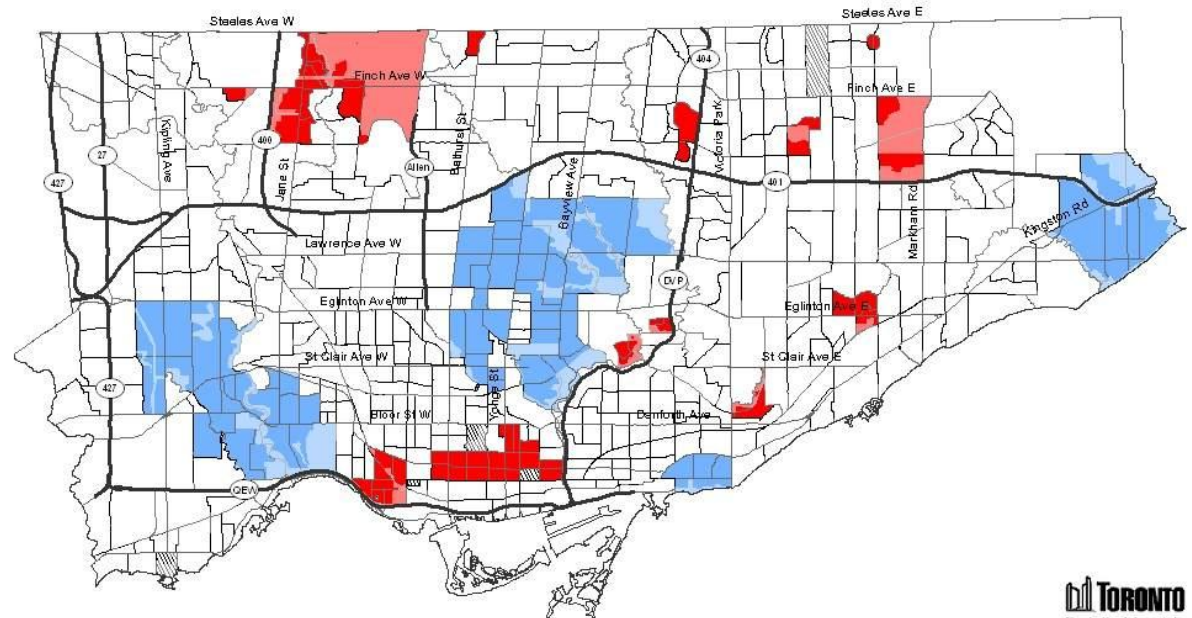 Steeles Ave W
Steeles Ave E
404
Finch Ave W
Finch Ave E
Kipling Ave
27
400
Jane St
Allen
Bathurst St
Victoria Park
427
401
Bayview Ave
Markham Rd
Kingston Rd
Lawrence Ave W
DVP
Eglinton Ave W
Eglinton Ave E
St Clair Ave W
St Clair Ave E
427
Yonge St
Bloor St W
Danforth Ave
QEW
TORONTO